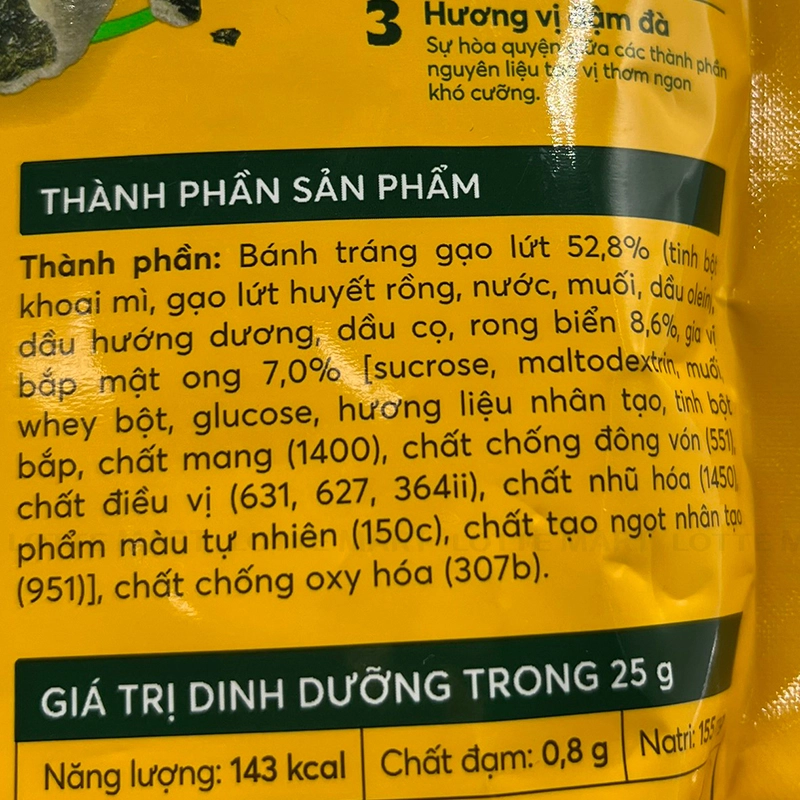 3 Hương vị đậm đà
Sự hòa quyện giữa các thành phần
nguyên liệu tạo vị thơm ngon
khó cưỡng.
THÀNH PHẦN SẢN PHẨM
Thành phần: Bánh tráng gạo lứt 52,8% (tinh bột
khoai mì, gạo lứt huyết rồng, nước, muối, dầu olein),
dầu hướng dương, dầu cọ, rong biển 8,6%, gia vị
bắp mật ong 7,0% [sucrose, maltodextrin, muối,
whey bột, glucose, hương liệu nhân tạo, tinh bột
bắp, chất mang (1400), chất chống đông vón (551),
chất điều vị (631, 627, 364ii), chất nhũ hóa (1450),
phẩm màu tự nhiên (150c), chất tạo ngọt nhân tạo
(951)], chất chống oxy hóa (307b).
GIÁ TRỊ DINH DƯỠNG TRONG 25 g
Năng lượng: 143 kcal Chất đạm: 0,8 g Natri: